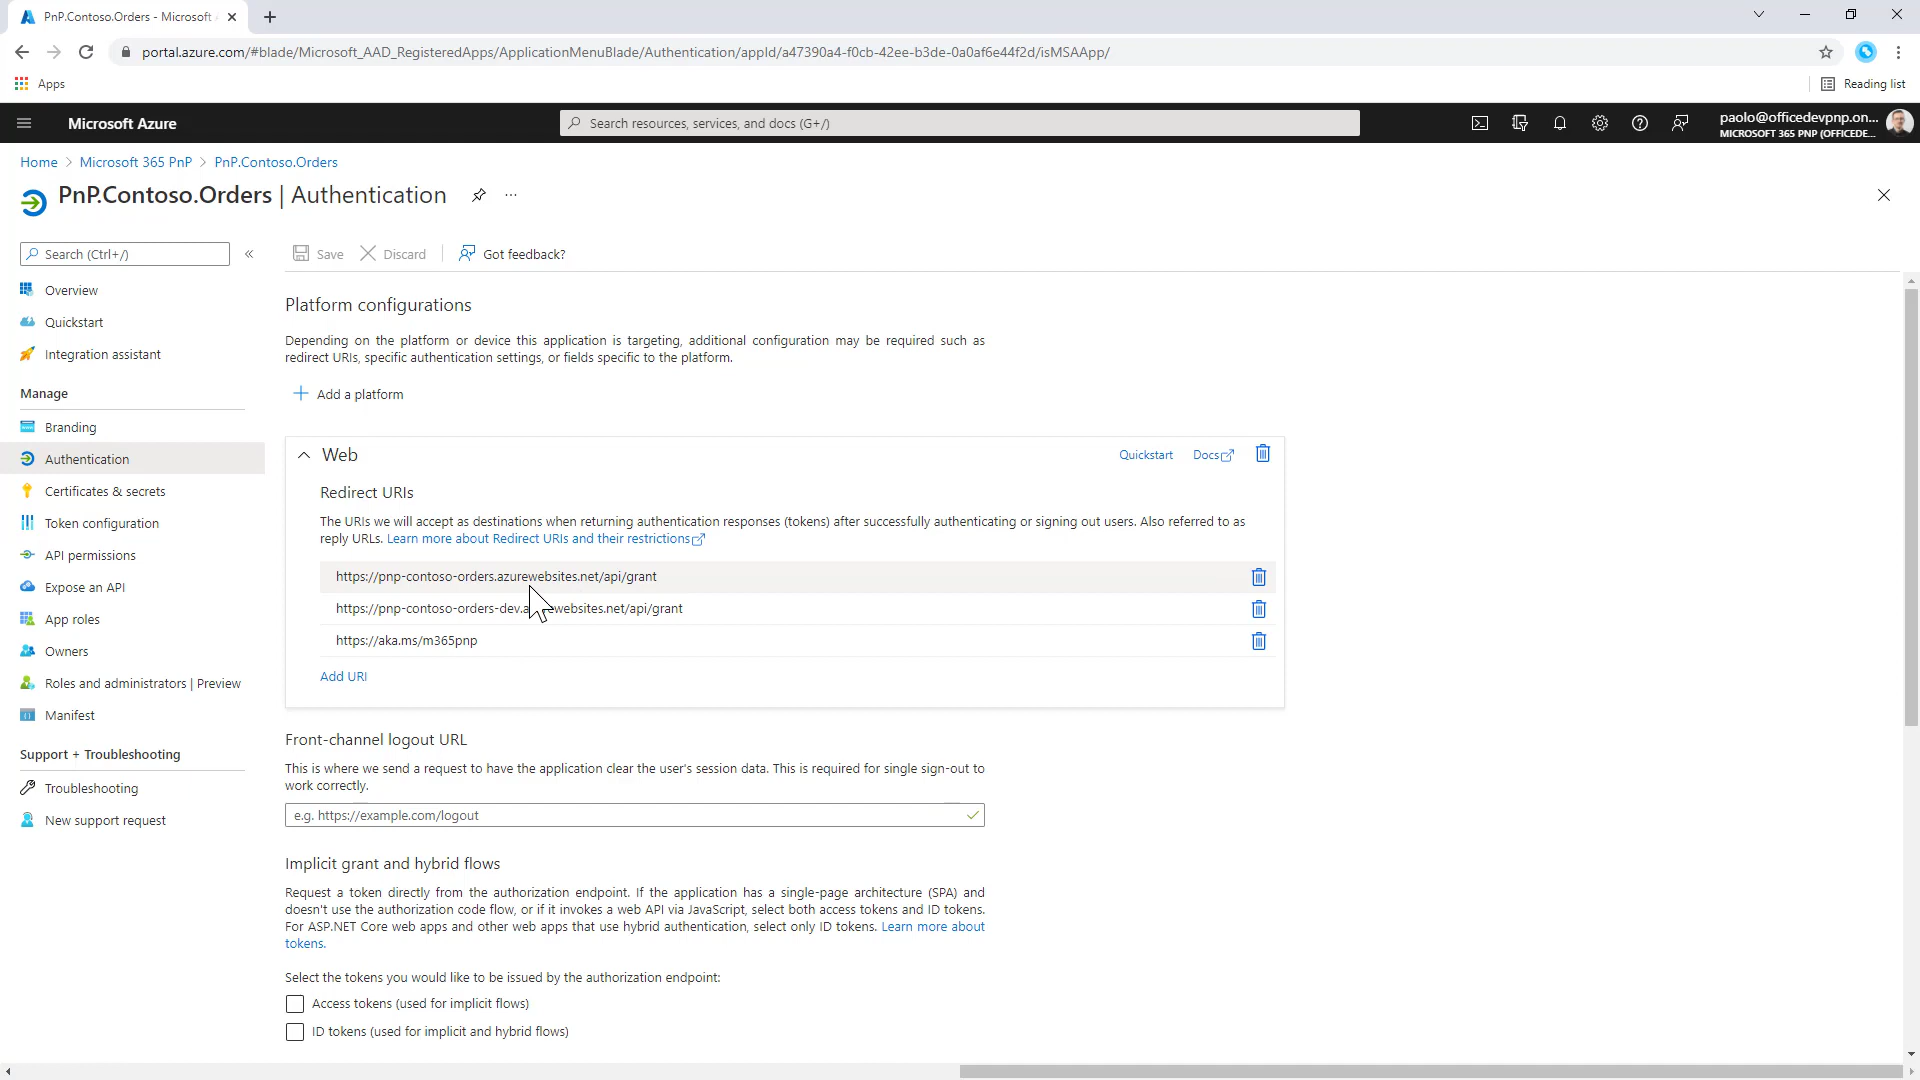 PnP.Contoso.Orders - Microsoft
portal.azure.com/#blade/Microsoft_AAD_RegisteredApps/ApplicationMenuBlade/Authentication/appId/a47390a4-f0cb-42ee-b3de-0a0af6e44f2d/isMSAApp/
Apps
Reading list
Microsoft Azure
Search resources, services, and docs (G+/)
paolo@officedevpnp.on...
MICROSOFT 365 PNP (OFFICEDE...
Home > Microsoft 365 PnP > PnP.Contoso.Orders
PnP.Contoso.Orders | Authentication
Search (Ctrl+/)
Save
Discard
Got feedback?
Overview
Quickstart
Integration assistant
Manage
Branding
Authentication
Certificates & secrets
Token configuration
API permissions
Expose an API
App roles
Owners
Roles and administrators | Preview
Manifest
Support + Troubleshooting
Troubleshooting
New support request
Platform configurations
Depending on the platform or device this application is targeting, additional configuration may be required such as
redirect URIs, specific authentication settings, or fields specific to the platform.
Add a platform
Web
Quickstart
Docs
Redirect URIs
The URIs we will accept as destinations when returning authentication responses (tokens) after successfully authenticating or signing out users. Also referred to as
reply URLs. Learn more about Redirect URIs and their restrictions
https://pnp-contoso-orders.azurewebsites.net/api/grant
https://pnp-contoso-orders-dev.azurewebsites.net/api/grant
https://aka.ms/m365pnp
Add URI
Front-channel logout URL
This is where we send a request to have the application clear the user's session data. This is required for single sign-out to
work correctly.
e.g. https://example.com/logout
Implicit grant and hybrid flows
Request a token directly from the authorization endpoint. If the application has a single-page architecture (SPA) and
doesn't use the authorization code flow, or if it invokes a web API via JavaScript, select both access tokens and ID tokens.
For ASP.NET Core web apps and other web apps that use hybrid authentication, select only ID tokens. Learn more about
tokens.
Select the tokens you would like to be issued by the authorization endpoint:
Access tokens (used for implicit flows)
ID tokens (used for implicit and hybrid flows)